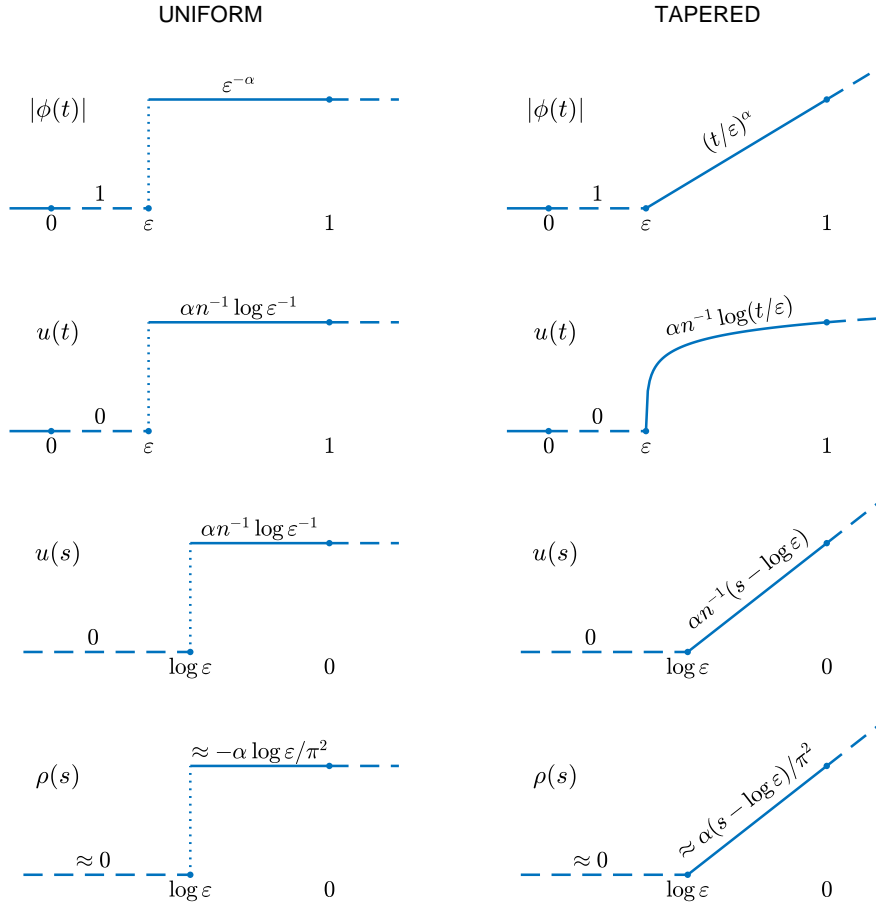 UNIFORM TAPERED
ε^{-α}
|ϕ(t)|
1
0 ε 1
(t/ε)^α
|ϕ(t)|
1
0 ε 1
αn^{-1} log ε^{-1}
u(t)
0
0 ε 1
αn^{-1} log(t/ε)
u(t)
0
0 ε 1
αn^{-1} log ε^{-1}
u(s)
0
log ε 0
αn^{-1}(s − log ε)
u(s)
0
log ε 0
≈ −α log ε/π²
ρ(s)
≈ 0
log ε 0
≈ α(s − log ε)/π²
ρ(s)
≈ 0
log ε 0